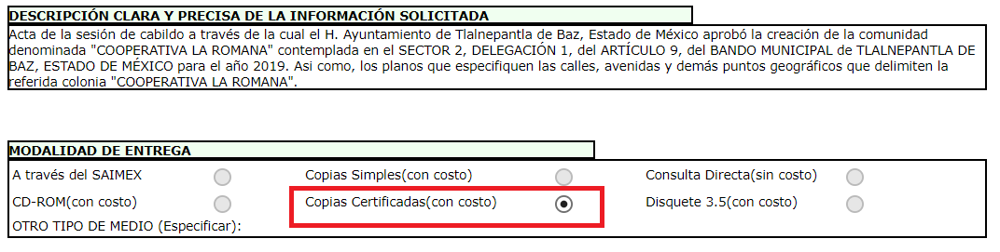 DESCRIPCIÓN CLARA Y PRECISA DE LA INFORMACIÓN SOLICITADA
Acta de la sesión de cabildo a través de la cual el H. Ayuntamiento de Tlalnepantla de Baz, Estado de México aprobó la creación de la comunidad
denominada "COOPERATIVA LA ROMANA" contemplada en el SECTOR 2, DELEGACIÓN 1, del ARTÍCULO 9, del BANDO MUNICIPAL de TLALNEPANTLA DE
BAZ, ESTADO DE MÉXICO para el año 2019. Asi como, los planos que especifiquen las calles, avenidas y demás puntos geográficos que delimiten la
referida colonia "COOPERATIVA LA ROMANA".
MODALIDAD DE ENTREGA
A través del SAIMEX Copias Simples(con costo) Consulta Directa(sin costo)
CD-ROM(con costo) Copias Certificadas(con costo) Disquete 3.5(con costo)
OTRO TIPO DE MEDIO (Especificar):